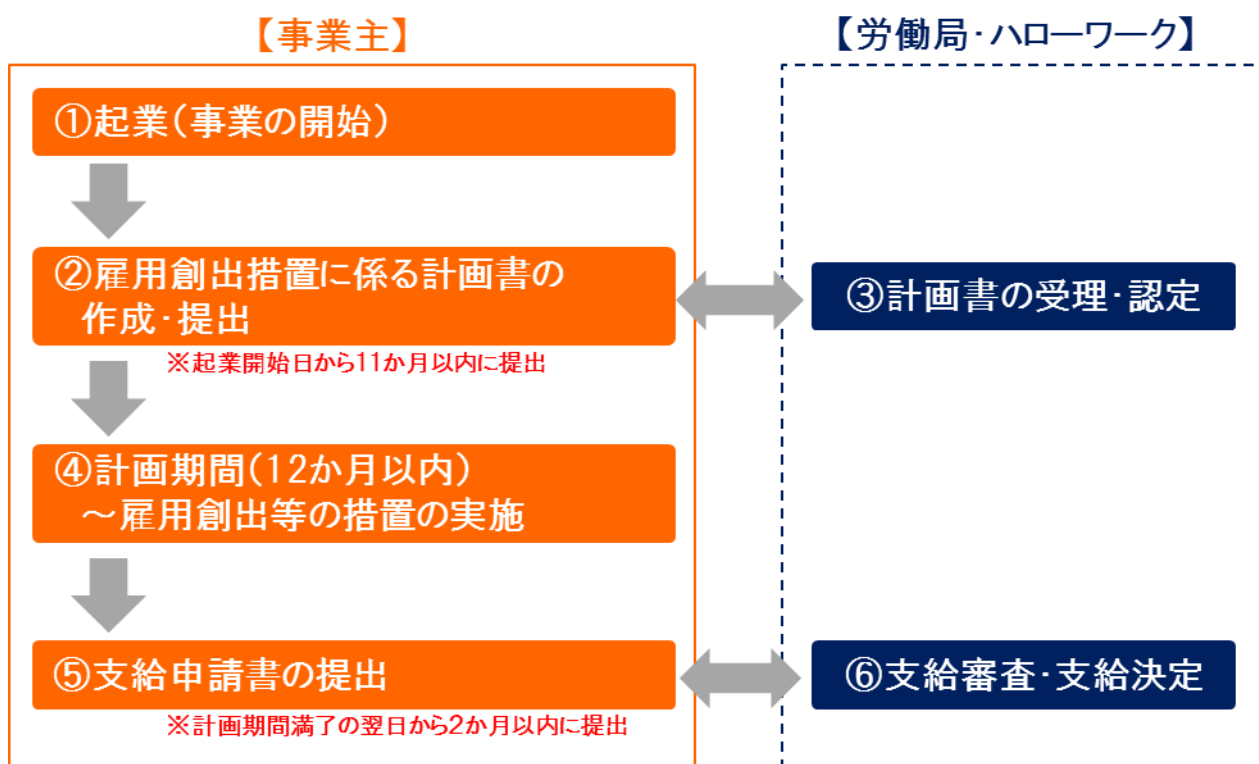 【事業主】
【労働局・ハローワーク】
①起業(事業の開始)
②雇用創出措置に係る計画書の
作成・提出
③計画書の受理・認定
※起業開始日から11か月以内に提出
④計画期間(12か月以内)
~雇用創出等の措置の実施
⑤支給申請書の提出
⑥支給審査・支給決定
※計画期間満了の翌日から2か月以内に提出